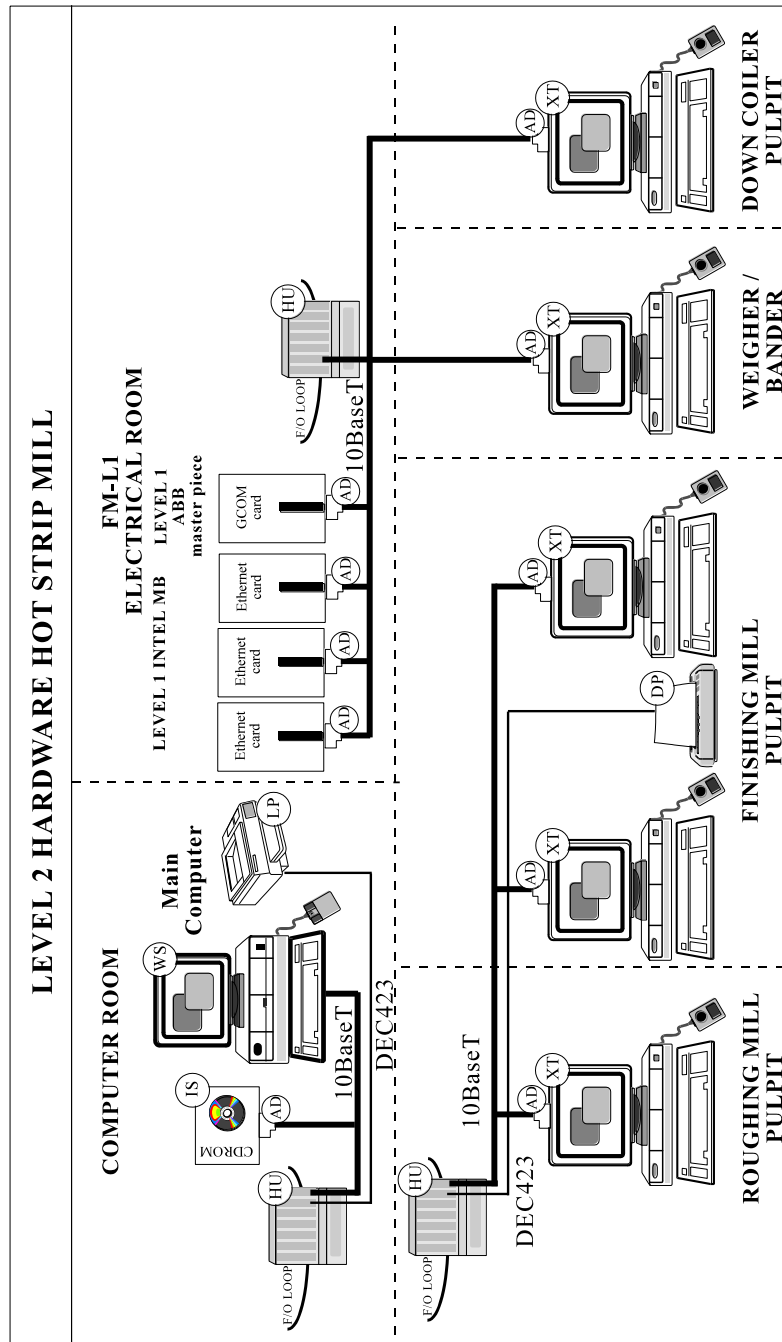 LEVEL 2 HARDWARE HOT STRIP MILL
COMPUTER ROOM
Main
Computer
WS
LP
IS
CDROM
AD
HU
F/O LOOP
10BaseT
DEC423
FM-L1
ELECTRICAL ROOM
LEVEL 1 INTEL MB
LEVEL 1
ABB
master piece
Ethernet
card
Ethernet
card
Ethernet
card
GCOM
card
AD
AD
AD
AD
F/O LOOP
HU
10BaseT
HU
F/O LOOP
10BaseT
DEC423
AD
XT
ROUGHING MILL
PULPIT
AD
XT
DP
AD
XT
FINISHING MILL
PULPIT
AD
XT
WEIGHER /
BANDER
AD
XT
DOWN COILER
PULPIT